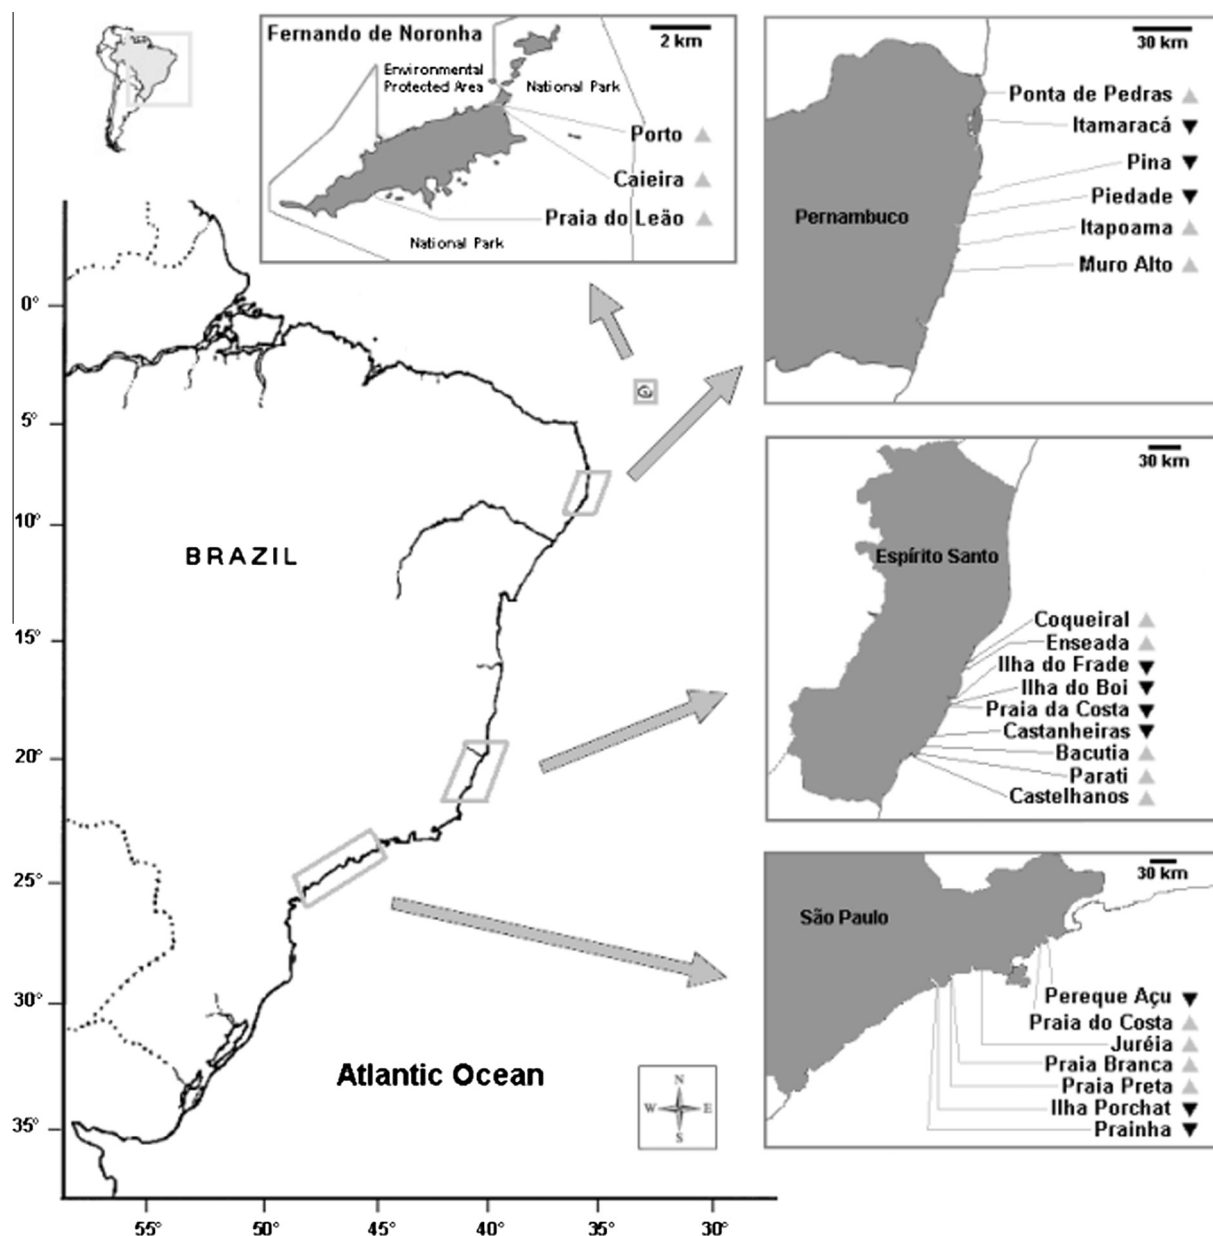 Fernando de Noronha
2 km
Environmental
Protected Area
National Park
Porto
Caieira
Praia do Leão
National Park
30 km
Ponta de Pedras
Itamaracá
Pina
Piedade
Pernambuco
Itapoama
Muro Alto
0°
5°
10°
15°
20°
25°
30°
35°
BRAZIL
30 km
Espírito Santo
Coqueiral
Enseada
Ilha do Frade
Ilha do Boi
Praia da Costa
Castanheiras
Bacutia
Parati
Castelhanos
30 km
São Paulo
Pereque Açu
Praia do Costa
Juréia
Praia Branca
Praia Preta
Ilha Porchat
Prainha
Atlantic Ocean
N
W E
S
55° 50° 45° 40° 35° 30°